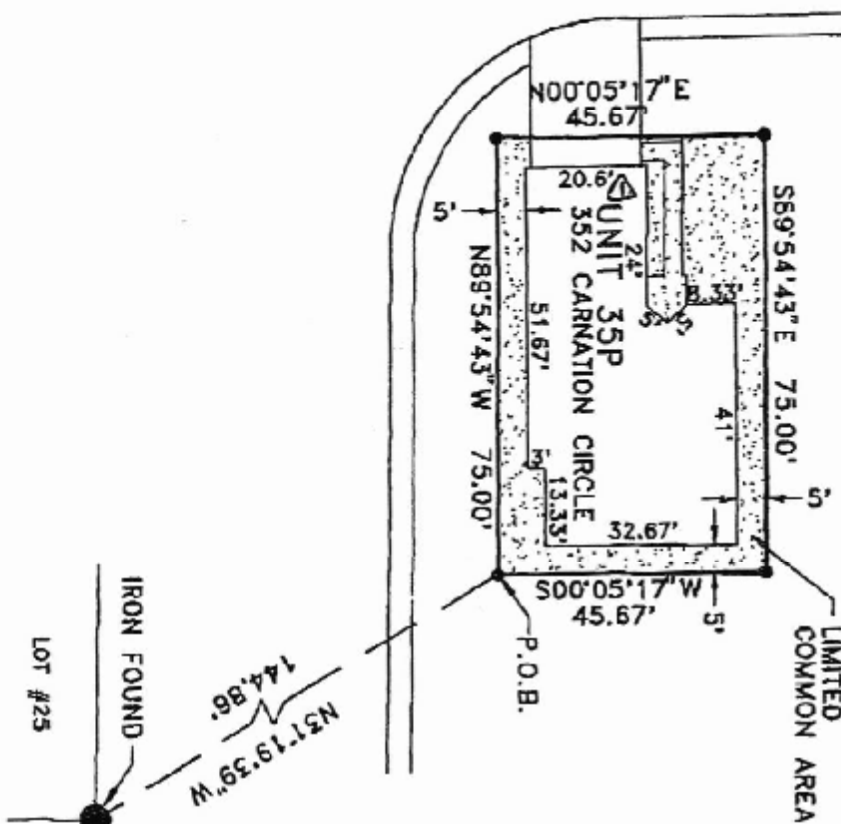 N00°05'17"E
45.67'
S89°54'43"E 75.00'
20.6'
5'
UNIT 35P
352 CARNATION CIRCLE
24'
8.33'
5'
5'
N89°54'43"W 75.00'
51.67'
41'
3'
13.33'
32.67'
5'
S00°05'17"W
45.67'
5'
LIMITED
COMMON AREA
P.O.B.
144.86'
N31°19'39"W
IRON FOUND
LOT #25